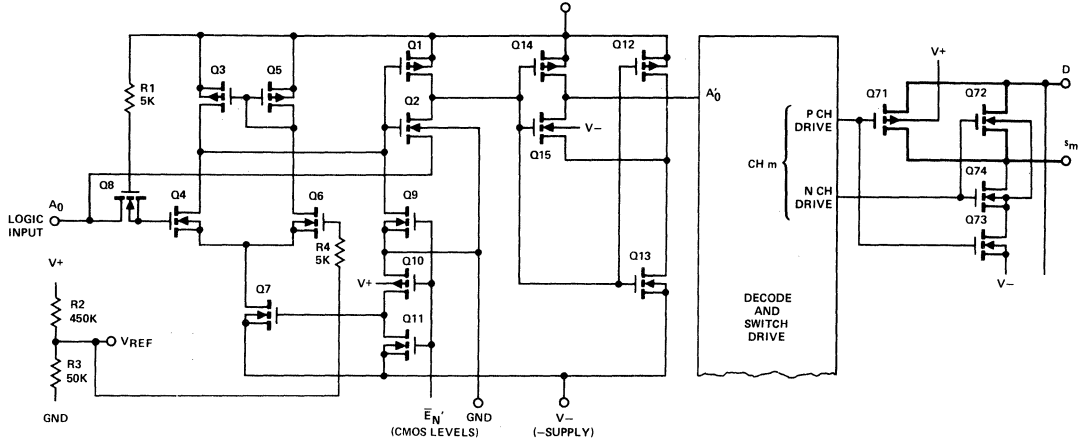 Q1
Q14
Q12
Q3
Q5
R1
5K
Q2
V–
Q15
A'0
P CH
DRIVE
CH m
N CH
DRIVE
V+
Q71
Q72
D
Sm
Q74
Q73
V–
Q8
A0
LOGIC
INPUT
Q4
Q6
Q9
R4
5K
V+
Q10
Q13
V+
Q7
R2
450K
VREF
Q11
R3
50K
GND
DECODE
AND
SWITCH
DRIVE
E̅N'
(CMOS LEVELS)
GND
V–
(–SUPPLY)